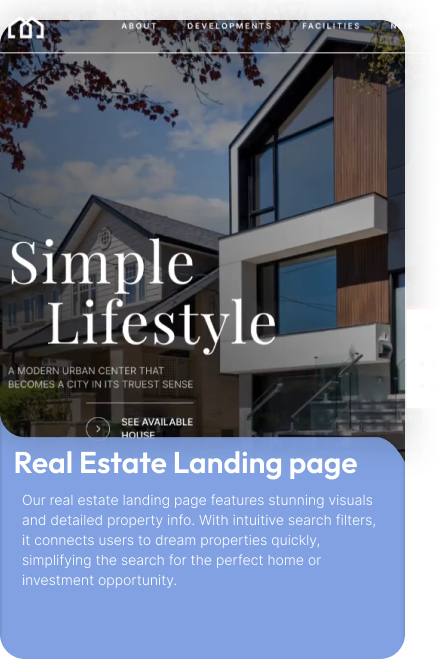 ABOUT DEVELOPMENTS FACILITIES
Simple
Lifestyle
A MODERN URBAN CENTER THAT
BECOMES A CITY IN ITS TRUEST SENSE
SEE AVAILABLE
HOUSE
Real Estate Landing page
Our real estate landing page features stunning visuals
and detailed property info. With intuitive search filters,
it connects users to dream properties quickly,
simplifying the search for the perfect home or
investment opportunity.